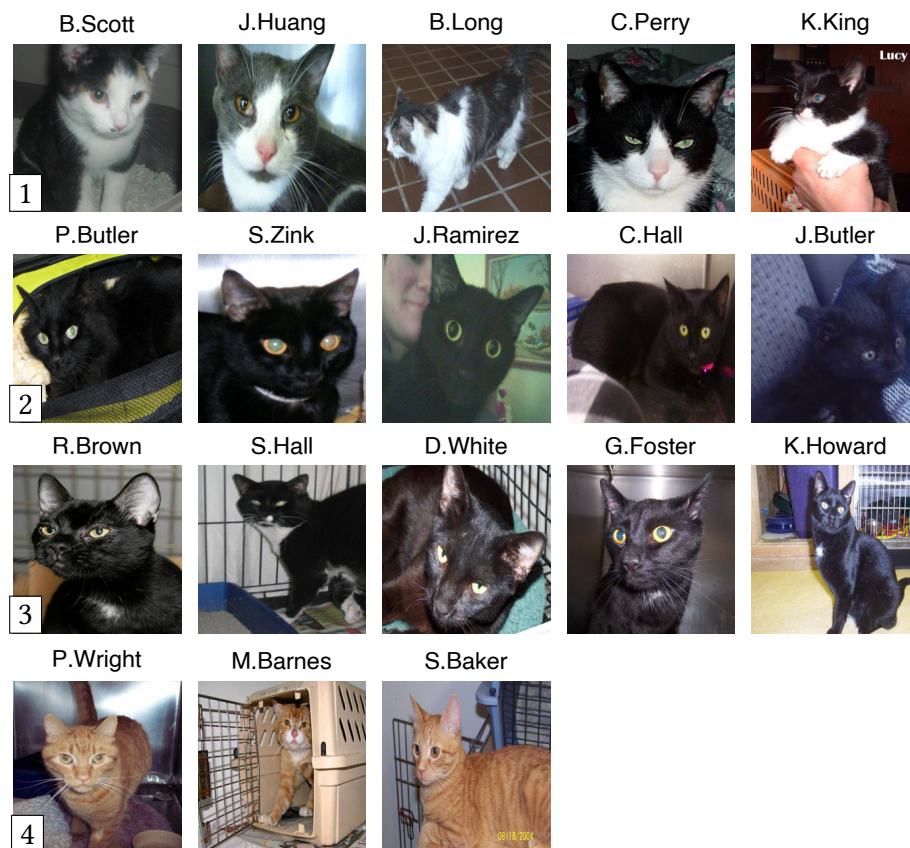 B.Scott J.Huang B.Long C.Perry K.King
Lucy
1
P.Butler S.Zink J.Ramirez C.Hall J.Butler
2
R.Brown S.Hall D.White G.Foster K.Howard
3
P.Wright M.Barnes S.Baker
4
08/18/2004